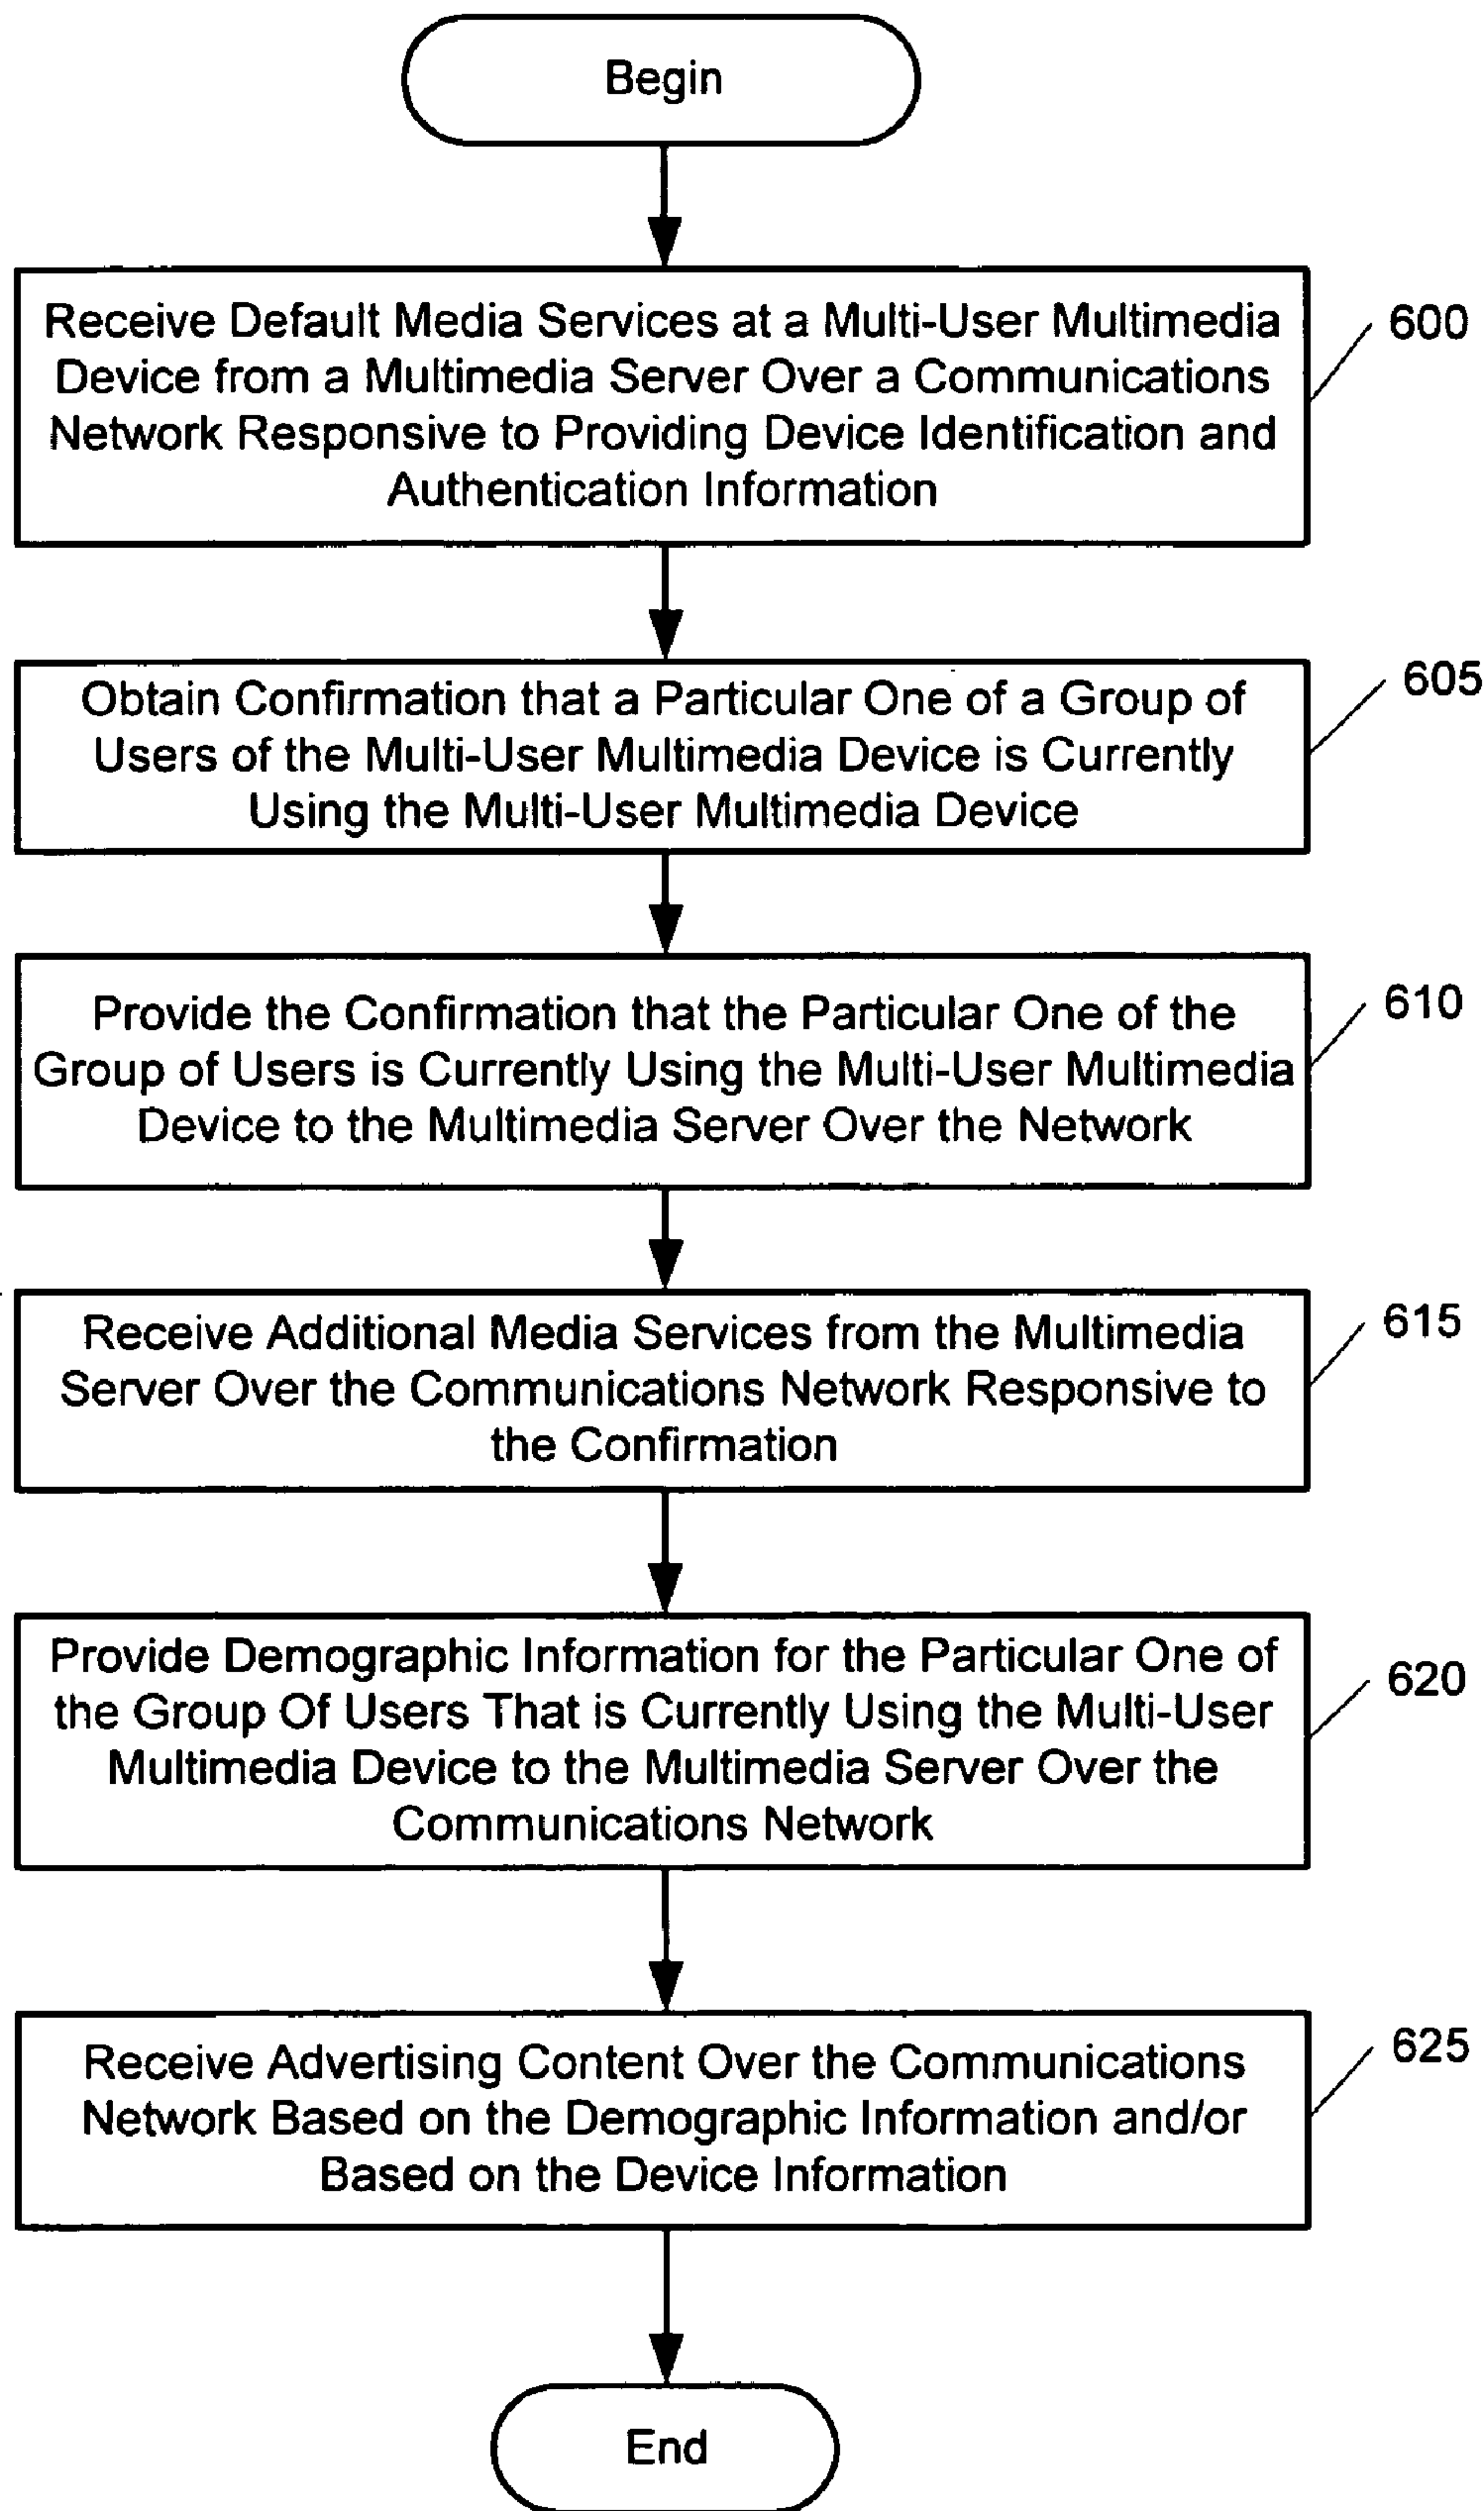 Begin
Receive Default Media Services at a Multi-User Multimedia
Device from a Multimedia Server Over a Communications
Network Responsive to Providing Device Identification and
Authentication Information
600
Obtain Confirmation that a Particular One of a Group of
Users of the Multi-User Multimedia Device is Currently
Using the Multi-User Multimedia Device
605
Provide the Confirmation that the Particular One of the
Group of Users is Currently Using the Multi-User Multimedia
Device to the Multimedia Server Over the Network
610
Receive Additional Media Services from the Multimedia
Server Over the Communications Network Responsive to
the Confirmation
615
Provide Demographic Information for the Particular One of
the Group Of Users That is Currently Using the Multi-User
Multimedia Device to the Multimedia Server Over the
Communications Network
620
Receive Advertising Content Over the Communications
Network Based on the Demographic Information and/or
Based on the Device Information
625
End